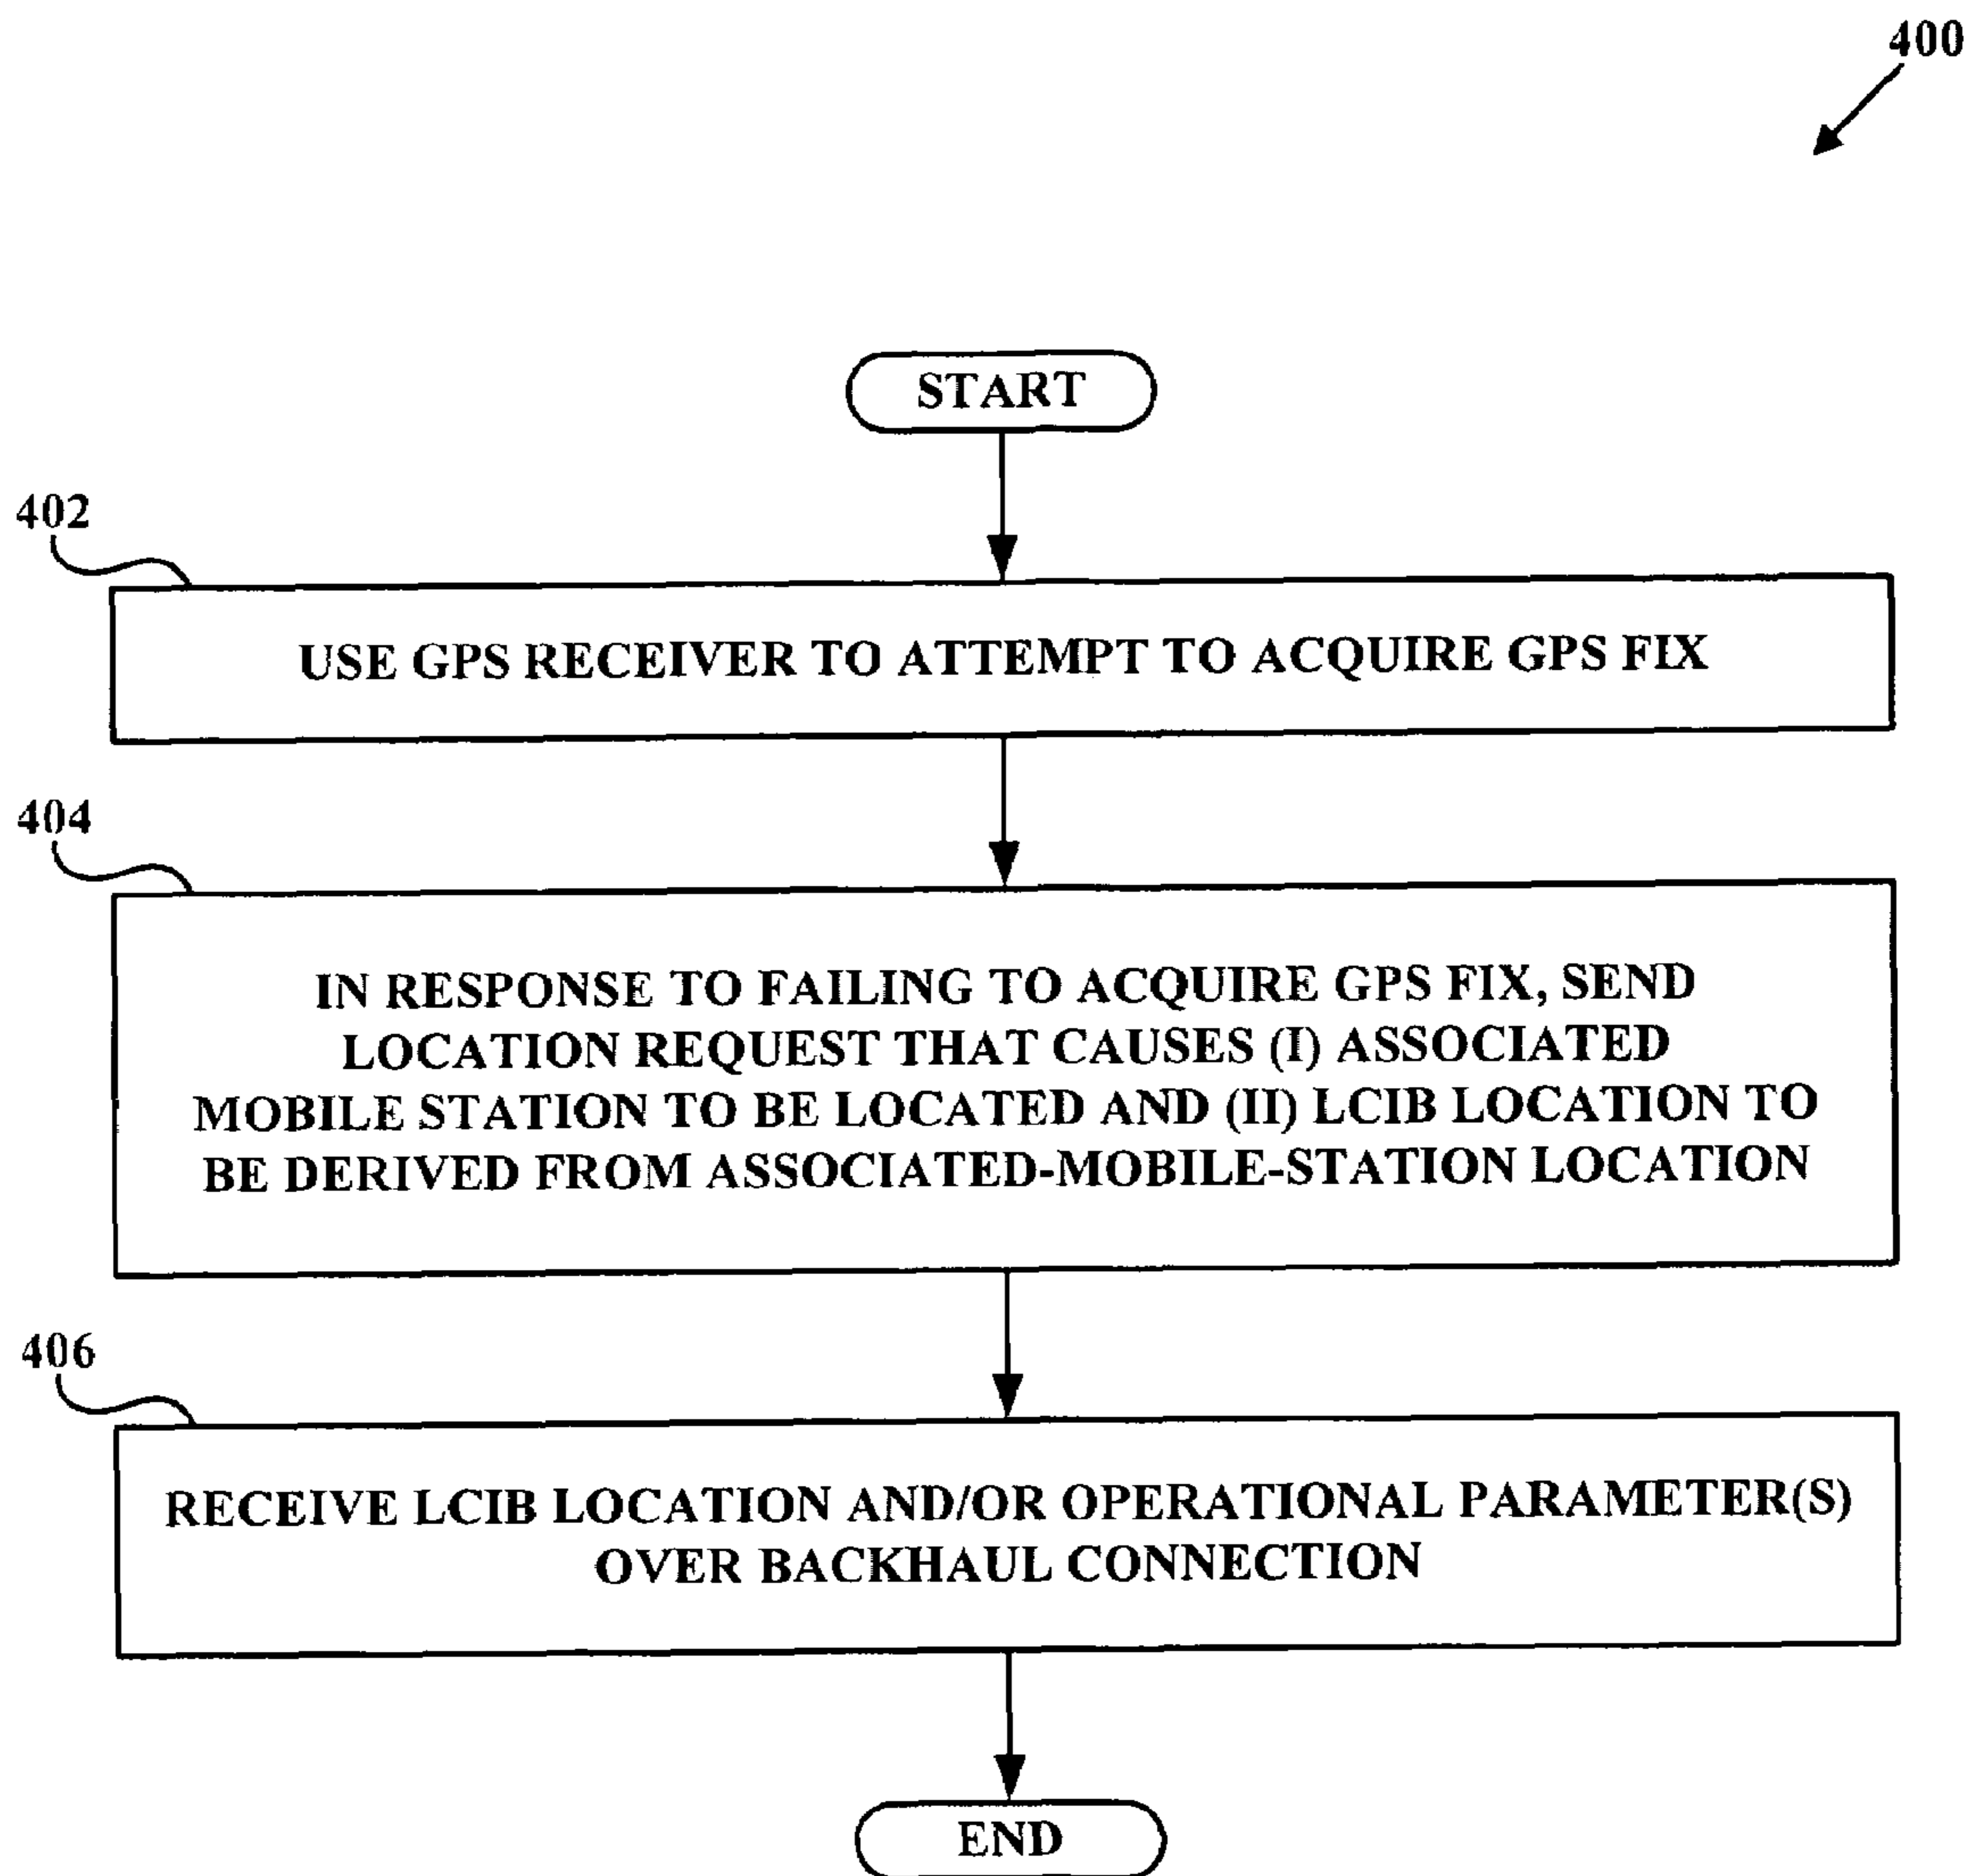 400
START
402
USE GPS RECEIVER TO ATTEMPT TO ACQUIRE GPS FIX
404
IN RESPONSE TO FAILING TO ACQUIRE GPS FIX, SEND
LOCATION REQUEST THAT CAUSES (I) ASSOCIATED
MOBILE STATION TO BE LOCATED AND (II) LCIB LOCATION TO
BE DERIVED FROM ASSOCIATED-MOBILE-STATION LOCATION
406
RECEIVE LCIB LOCATION AND/OR OPERATIONAL PARAMETER(S)
OVER BACKHAUL CONNECTION
END